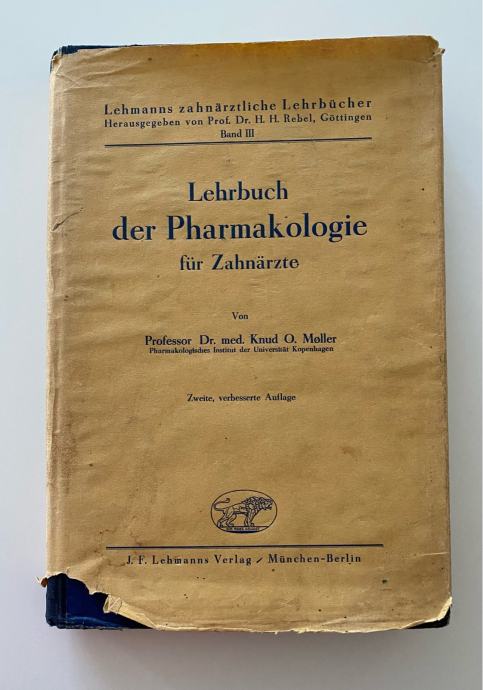 Lehmanns zahnärztliche Lehrbücher
Herausgegeben von Prof. Dr. H. H. Rebel, Göttingen
Band III
Lehrbuch
der Pharmakologie
für Zahnärzte
Von
Professor Dr. med. Knud O. Møller
Pharmakologisches Institut der Universität Kopenhagen
Zweite, verbesserte Auflage
J. F. Lehmanns Verlag / München-Berlin